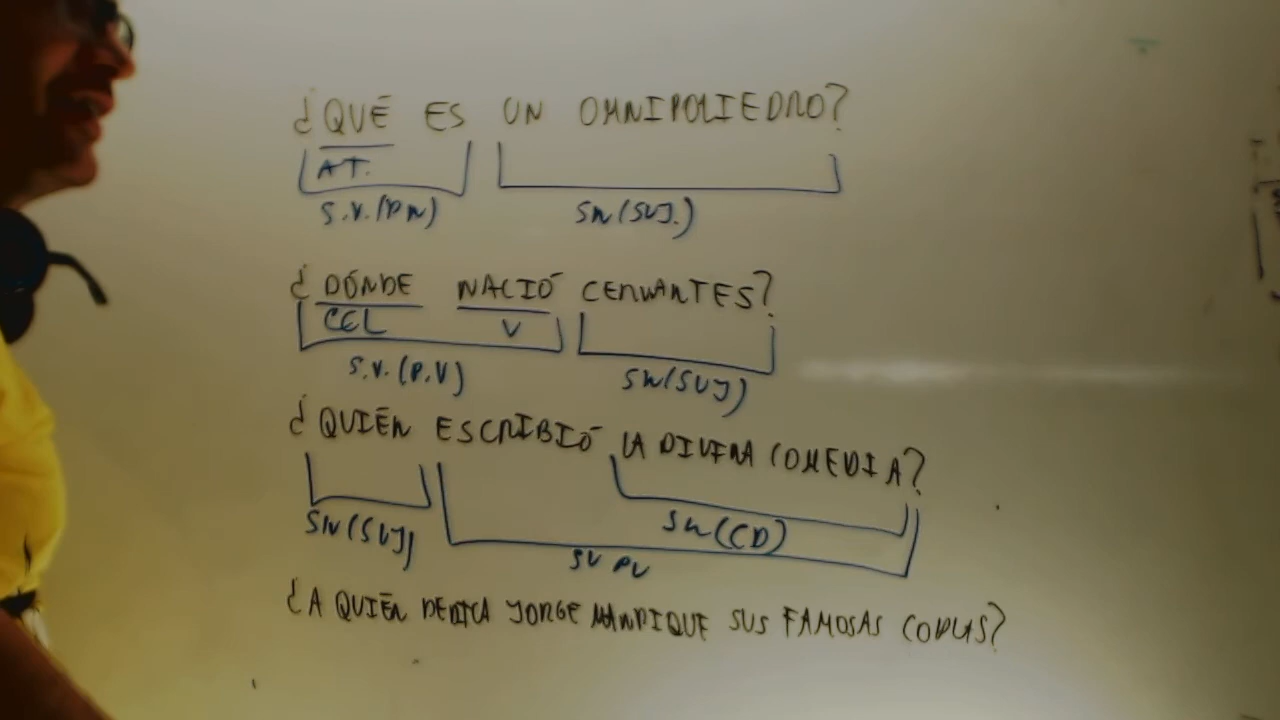 ¿QUÉ ES UN OMNIPOLIEDRO?
AT.
S.V.(PN) SN(SUJ.)
¿DÓNDE NACIÓ CERVANTES?
CCL V
S.V.(P.V) SN(SUJ)
¿QUIÉN ESCRIBIÓ LA DIVINA COMEDIA?
SN(SUJ) SN(CD)
SV PV
¿A QUIÉN DEDICA JORGE MANRIQUE SUS FAMOSAS COPLAS?